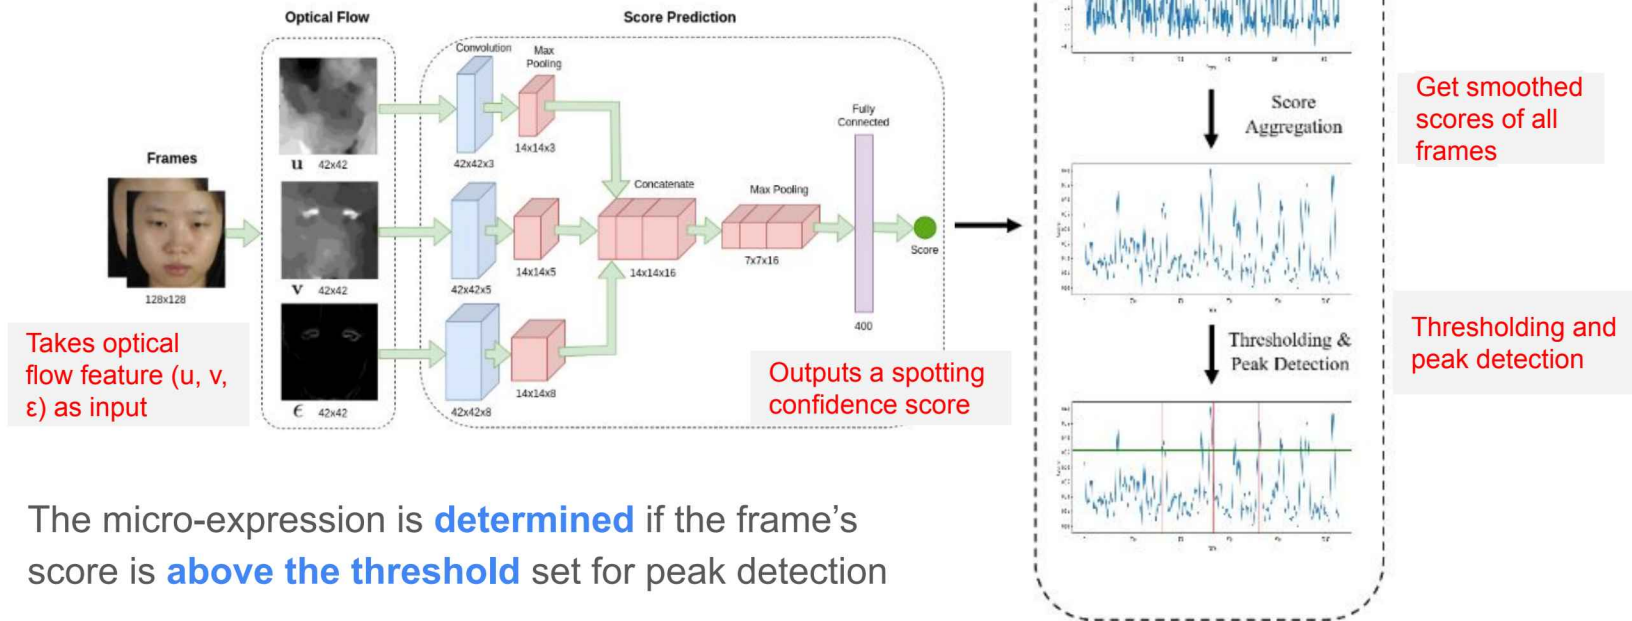 Optical Flow
Score Prediction
Convolution
Max
Pooling
u 42x42
42x42x3
14x14x3
Frames
128x128
v 42x42
42x42x5
14x14x5
Concatenate
14x14x16
Max Pooling
7x7x16
Fully
Connected
400
Score
ϵ 42x42
42x42x8
14x14x8
Takes optical
flow feature (u, v,
ε) as input
Outputs a spotting
confidence score
Score
Aggregation
Thresholding &
Peak Detection
Get smoothed
scores of all
frames
Thresholding and
peak detection
The micro-expression is determined if the frame's
score is above the threshold set for peak detection